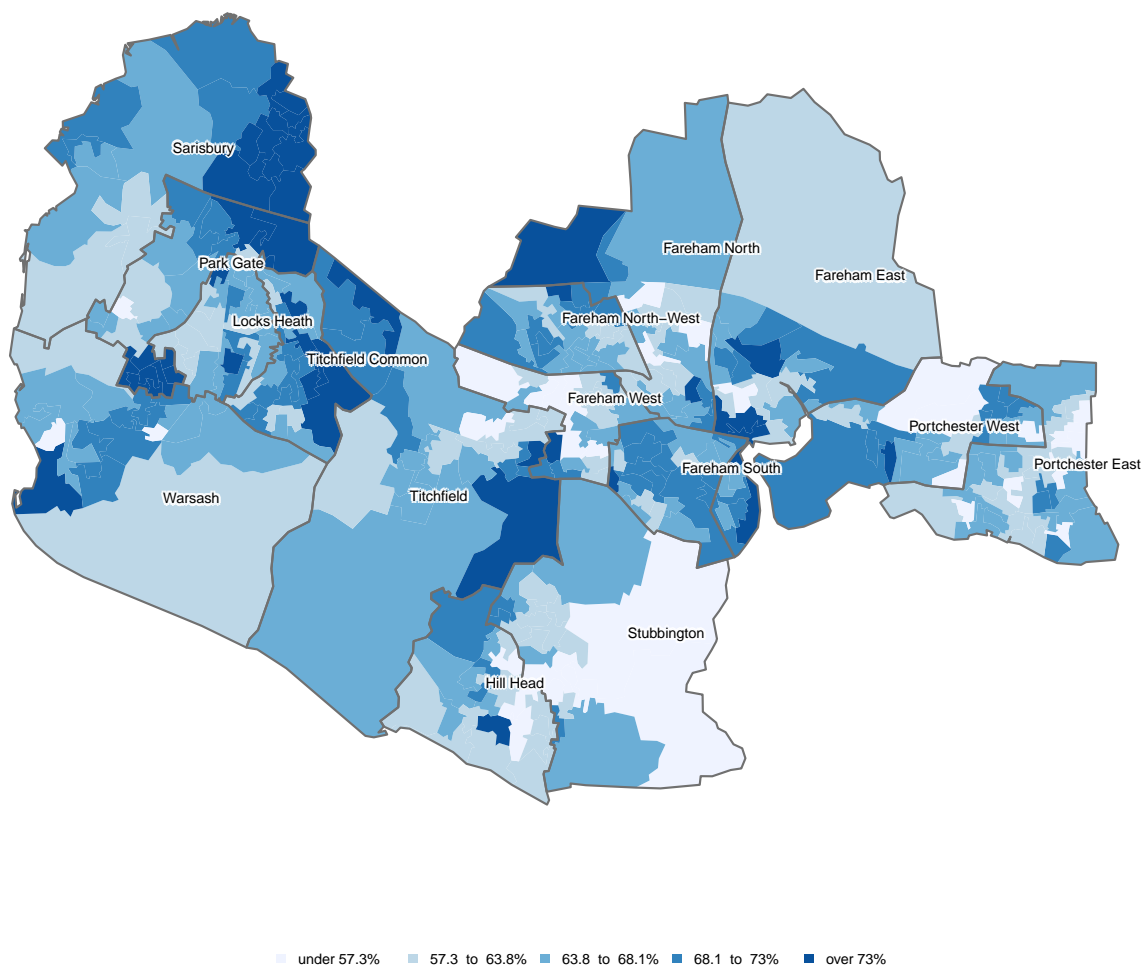 Sarisbury
Fareham North
Park Gate
Fareham East
Locks Heath
Fareham North−West
Titchfield Common
Fareham West
Portchester West
Portchester East
Fareham South
Warsash
Titchfield
Stubbington
Hill Head
under 57.3%
57.3 to 63.8%
63.8 to 68.1%
68.1 to 73%
over 73%